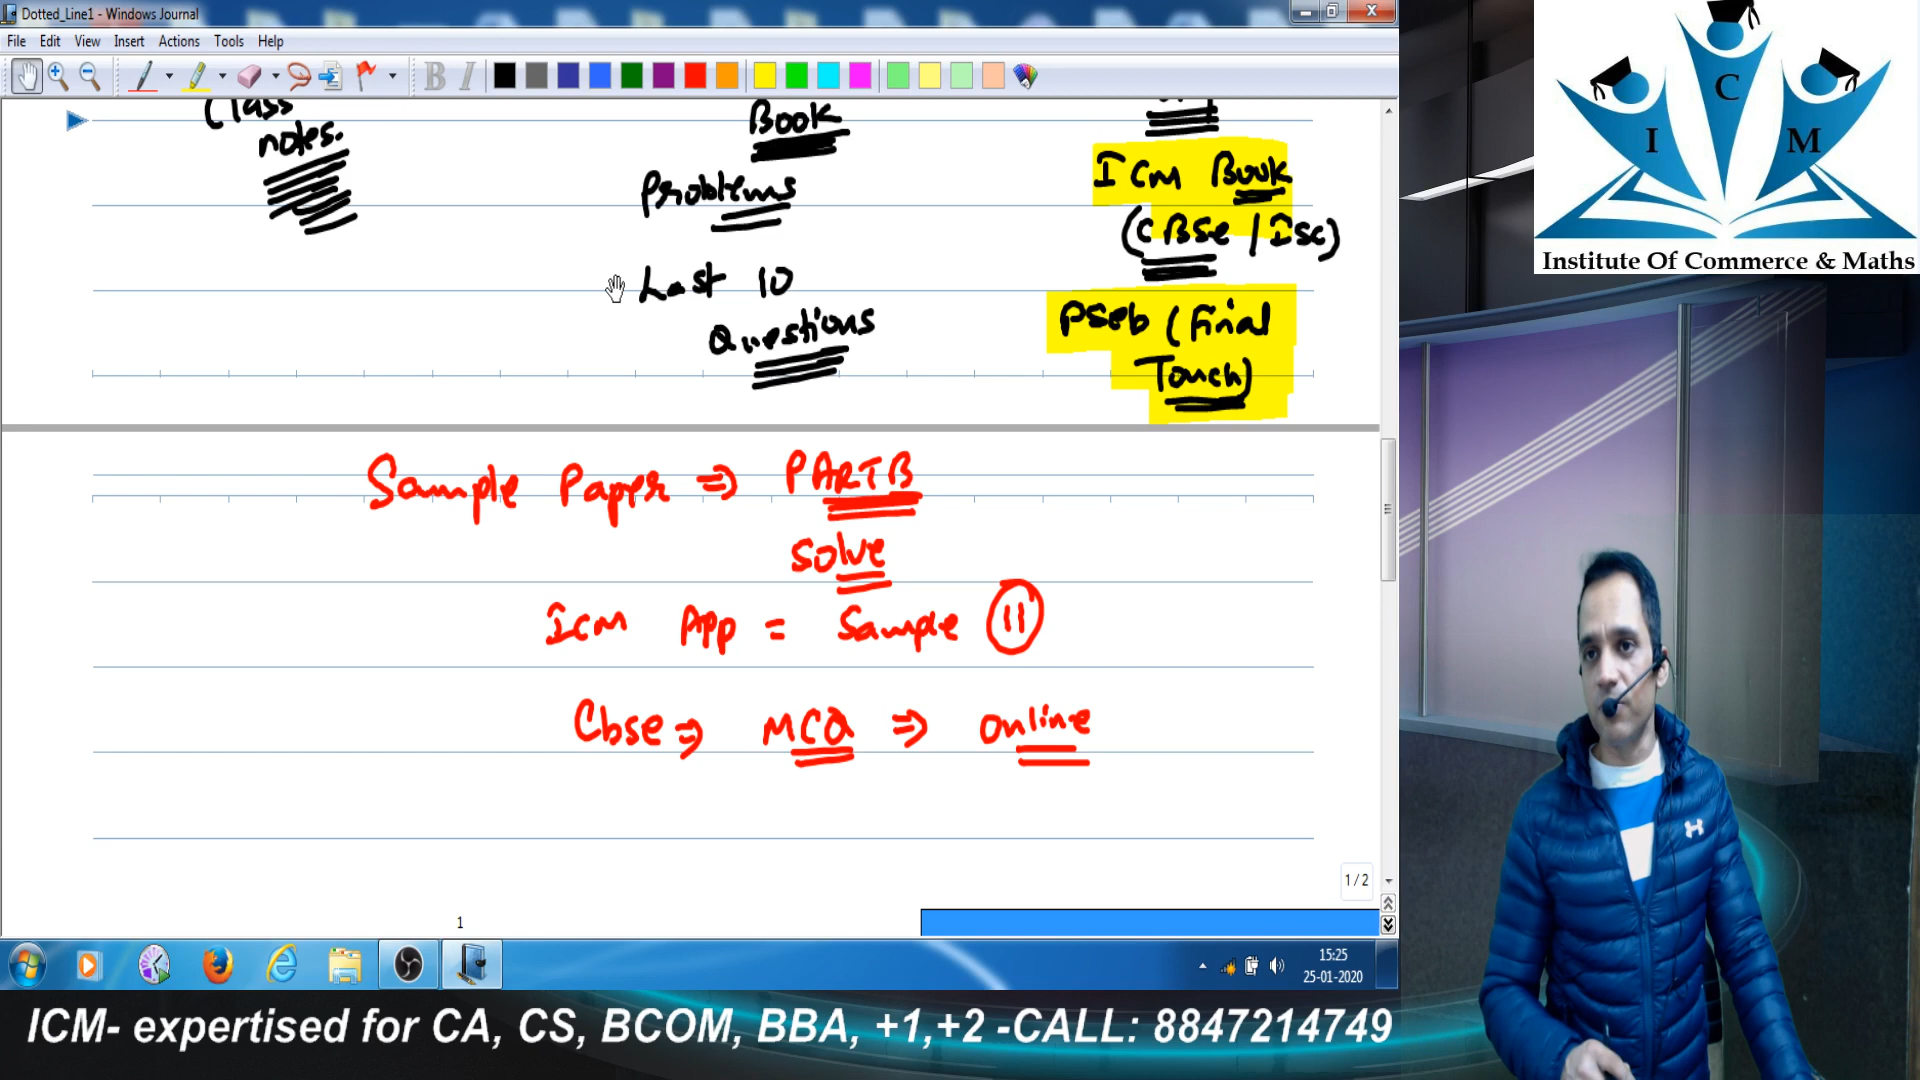 Dotted_Line1 - Windows Journal
File Edit View Insert Actions Tools Help
B I
Class
notes.
Book
Problems
Last 10
Questions
ICM Book
(CBSe / Isc)
Pseb (Final
Touch)
Sample Paper ⇒ PART B
Solve
Icm App = Sample 11
Cbse ⇒ MCQ ⇒ Online
1 / 2
1
15:25
25-01-2020
I C M
Institute Of Commerce & Maths
ICM- expertised for CA, CS, BCOM, BBA, +1,+2 -CALL: 8847214749